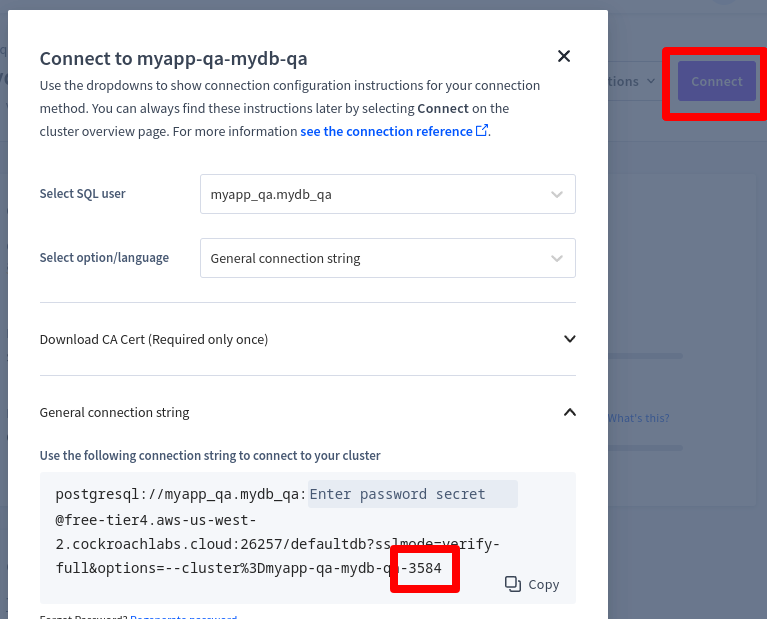 Connect to myapp-qa-mydb-qa
Use the dropdowns to show connection configuration instructions for your connection
method. You can always find these instructions later by selecting Connect on the
cluster overview page. For more information see the connection reference.
tions
Connect
Select SQL user
myapp_qa.mydb_qa
Select option/language
General connection string
Download CA Cert (Required only once)
General connection string
What's this?
Use the following connection string to connect to your cluster
postgresql://myapp_qa.mydb_qa:Enter password secret
@free-tier4.aws-us-west-
2.cockroachlabs.cloud:26257/defaultdb?sslmode=verify-
full&options=--cluster%3Dmyapp-qa-mydb-qa-3584
Copy
Forgot Password? Regenerate password